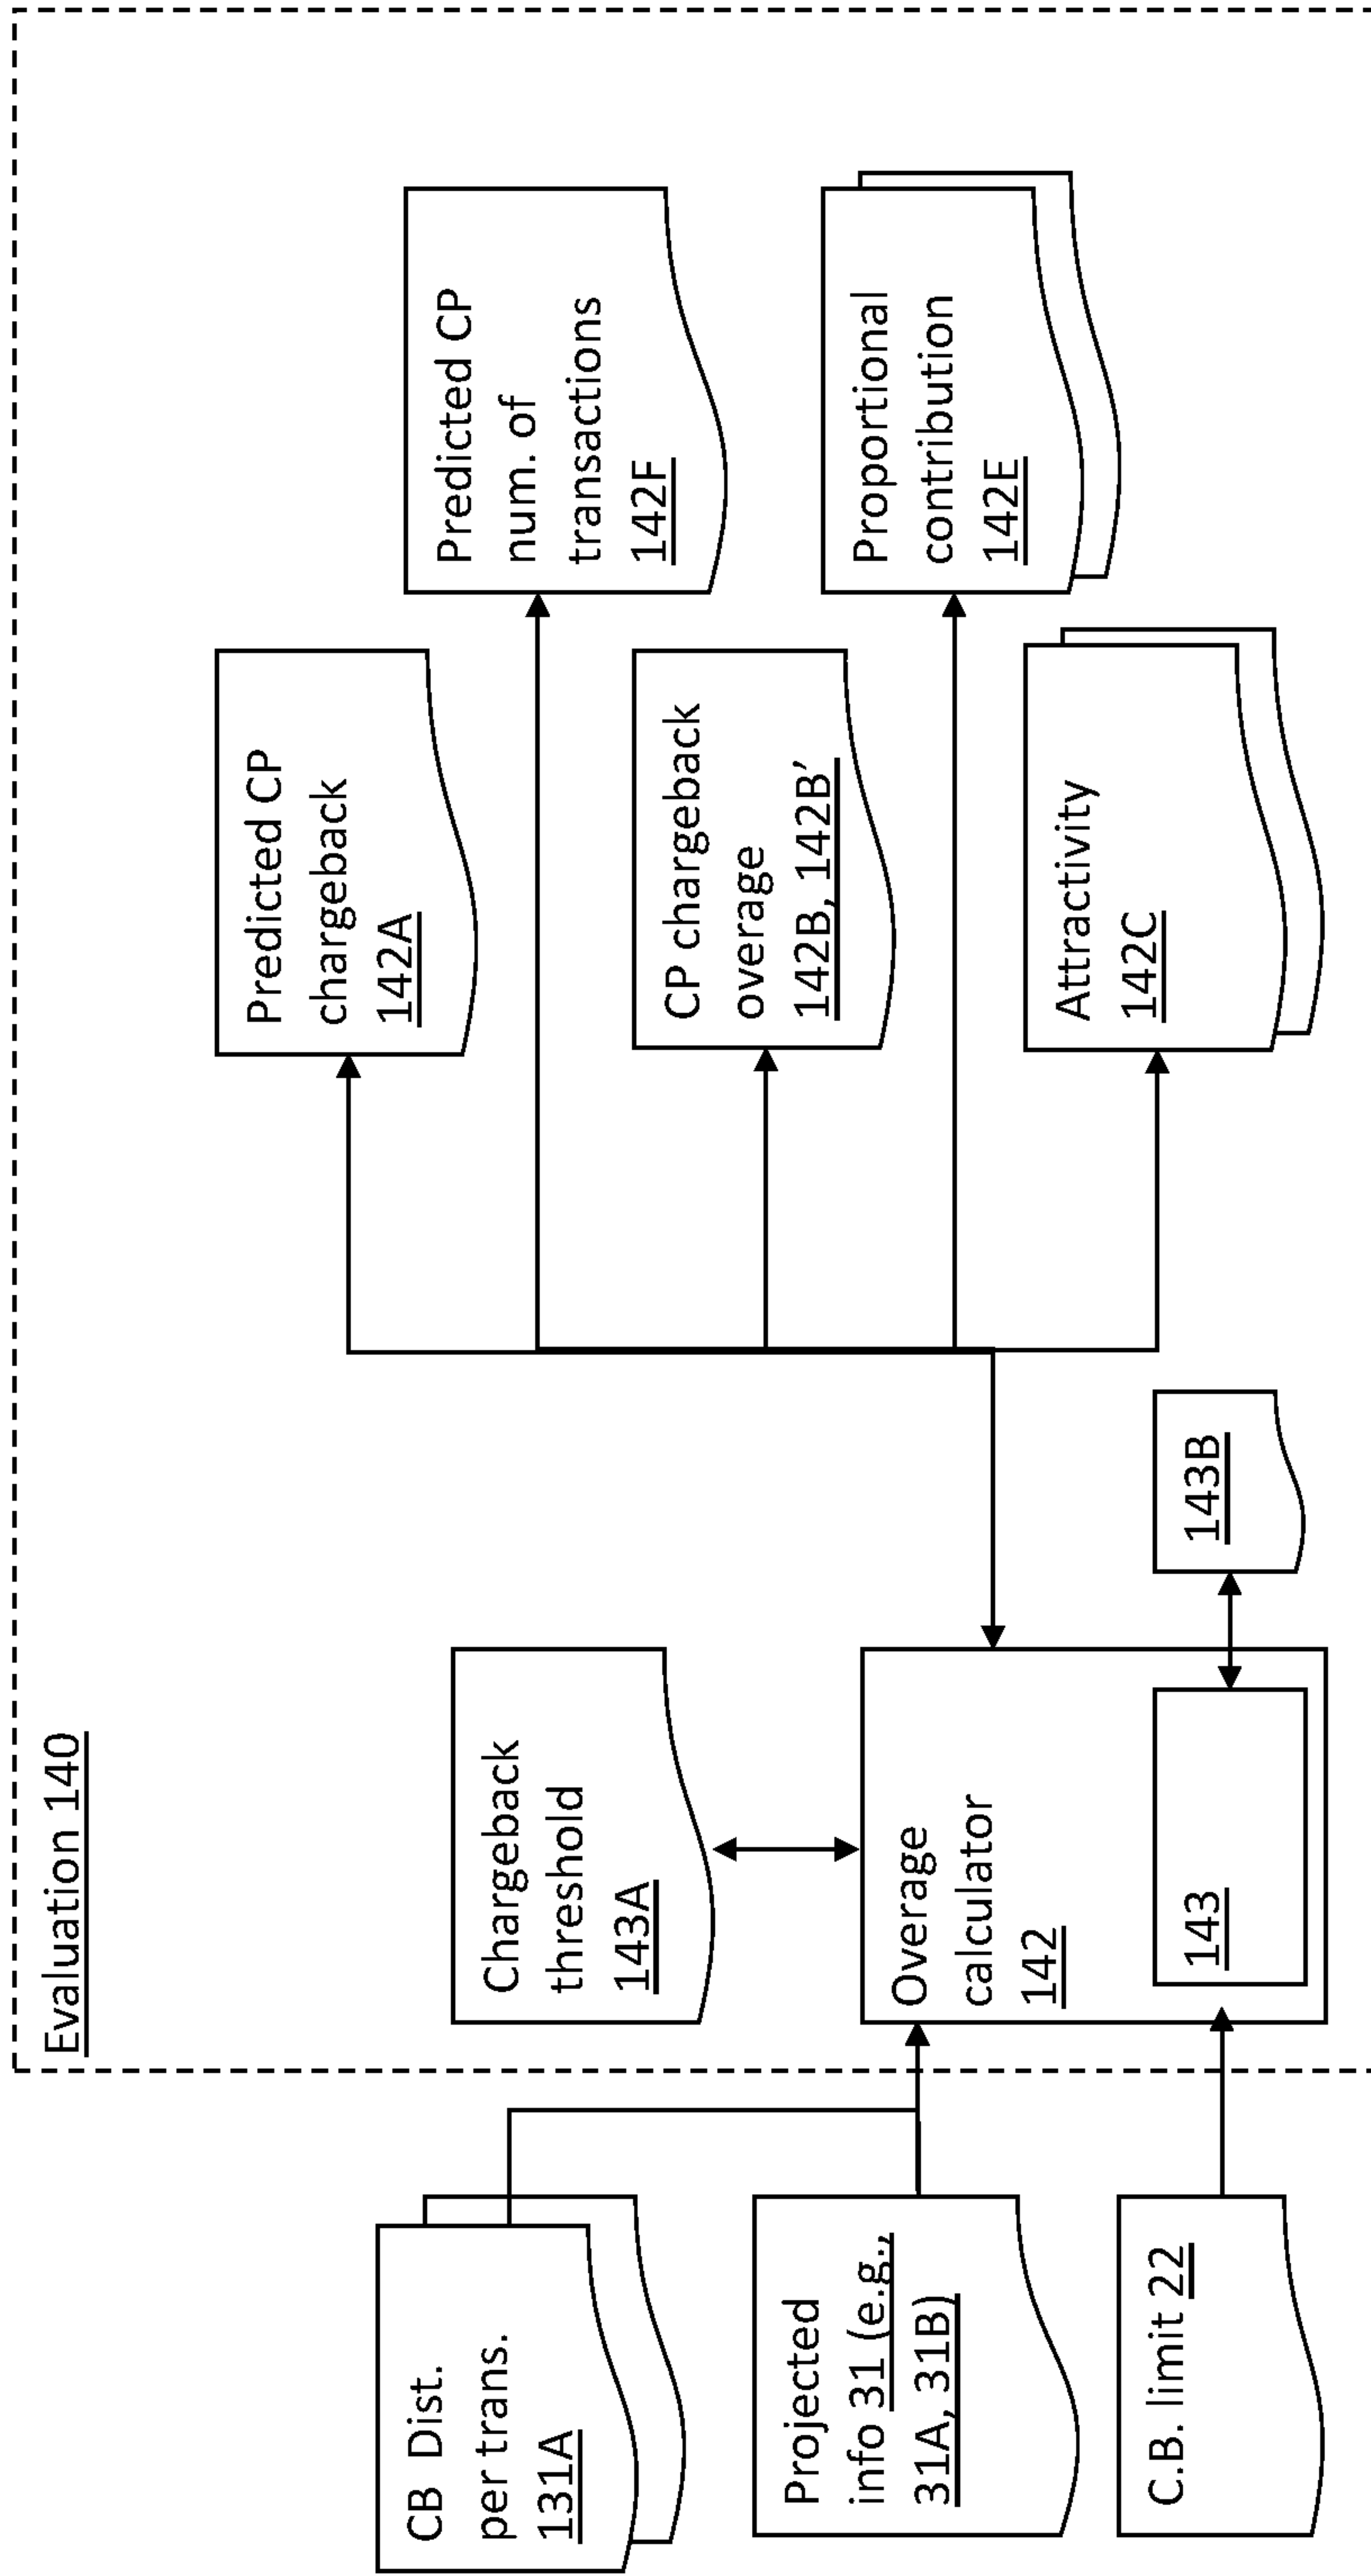 Evaluation 140
CB Dist.
per trans.
131A
Projected
info 31 (e.g.,
31A, 31B)
C.B. limit 22
Chargeback
threshold
143A
Overage
calculator
142
143
143B
Predicted CP
chargeback
142A
Predicted CP
num. of
transactions
142F
CP chargeback
overage
142B, 142B’
Proportional
contribution
142E
Attractivity
142C